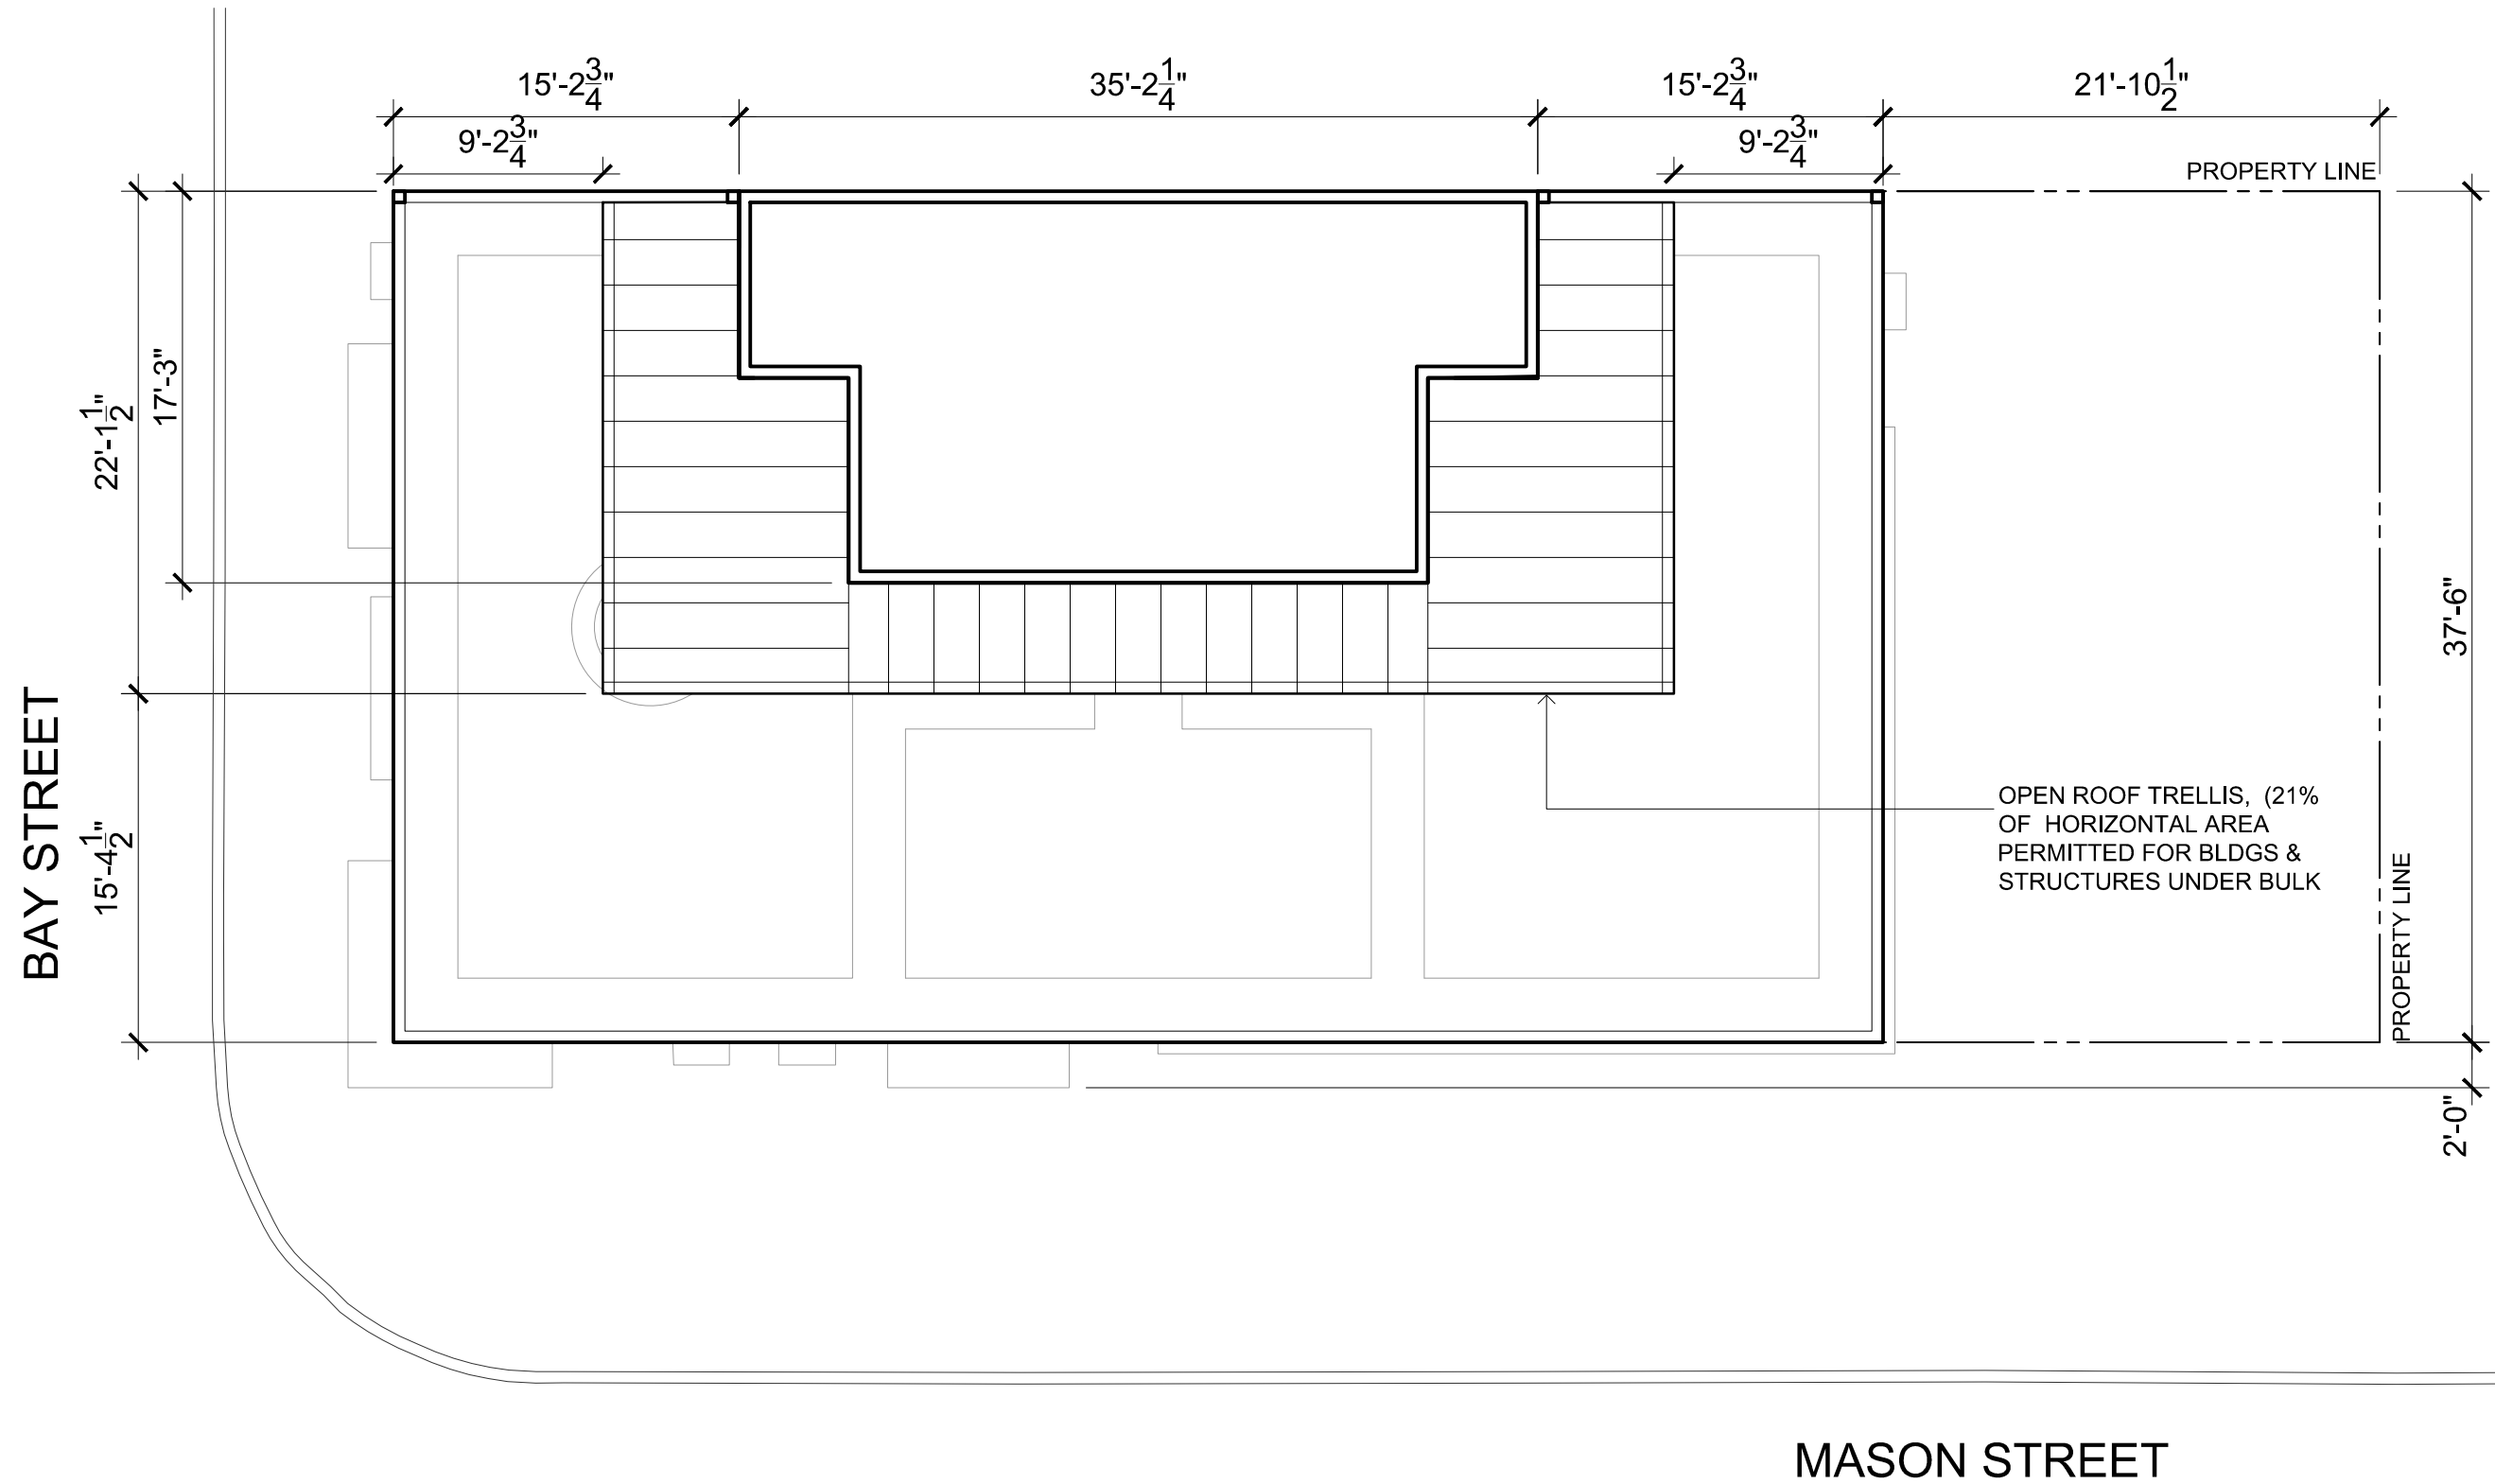 15'-2 3/4"
35'-2 1/4"
15'-2 3/4"
21'-10 1/2"
9'-2 3/4"
9'-2 3/4"
PROPERTY LINE
17'-3"
22'-1 1/2"
37'-6"
BAY STREET
15'-4 1/2"
OPEN ROOF TRELLIS, (21%
OF HORIZONTAL AREA
PERMITTED FOR BLDGS &
STRUCTURES UNDER BULK
PROPERTY LINE
2'-0"
MASON STREET